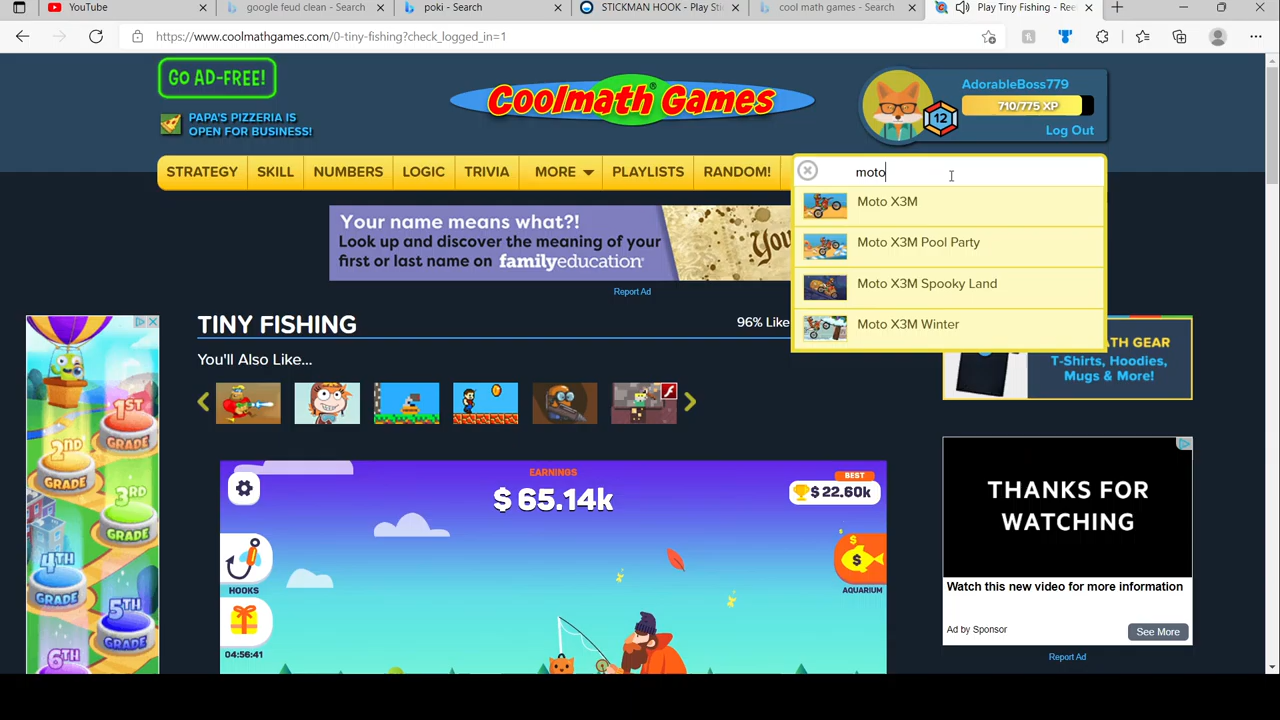 YouTube
google feud clean - Search
poki - Search
STICKMAN HOOK - Play Stic
cool math games - Search
Play Tiny Fishing - Ree
https://www.coolmathgames.com/0-tiny-fishing?check_logged_in=1
GO AD-FREE!
PAPA'S PIZZERIA IS
OPEN FOR BUSINESS!
Coolmath Games
AdorableBoss779
12
710/775 XP
Log Out
STRATEGY SKILL NUMBERS LOGIC TRIVIA MORE PLAYLISTS RANDOM!
moto
Moto X3M
Moto X3M Pool Party
Moto X3M Spooky Land
Moto X3M Winter
Your name means what?!
Look up and discover the meaning of your
first or last name on familyeducation
Report Ad
TINY FISHING
96% Like
You'll Also Like...
EARNINGS
$ 65.14k
BEST
$ 22.60k
HOOKS
AQUARIUM
04:56:41
1ST
GRADE
2ND
GRADE
3RD
GRADE
4TH
GRADE
5TH
GRADE
6TH
MATH GEAR
T-Shirts, Hoodies,
Mugs & More!
THANKS FOR
WATCHING
Watch this new video for more information
Ad by Sponsor
See More
Report Ad